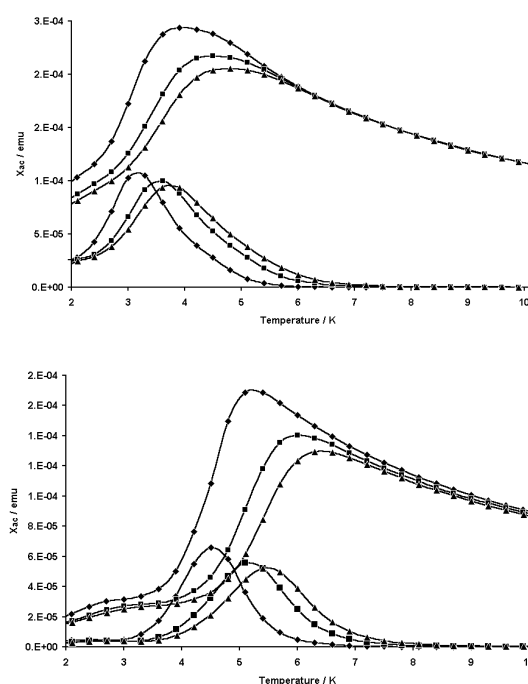 3.E-04
2.E-04
2.E-04
1.E-04
5.E-05
0.E+00
Xac / emu
2 3 4 5 6 7 8 9 10
Temperature / K
2.E-04
2.E-04
1.E-04
1.E-04
8.E-05
6.E-05
4.E-05
2.E-05
0.E+00
Xac / emu
2 3 4 5 6 7 8 9 1
Temperature / K